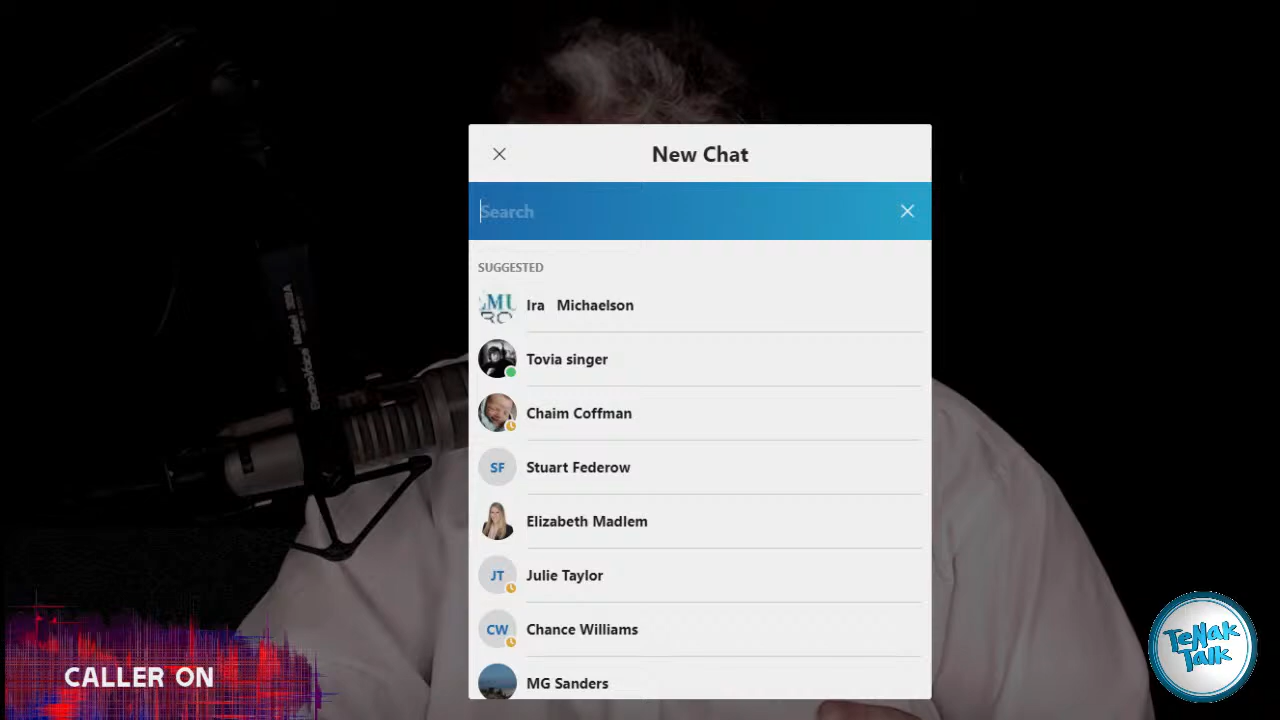 New Chat
Search
SUGGESTED
Ira Michaelson
Tovia singer
Chaim Coffman
SF Stuart Federow
Elizabeth Madlem
JT Julie Taylor
CW Chance Williams
MG Sanders
CALLER ON
TeNak
Talk